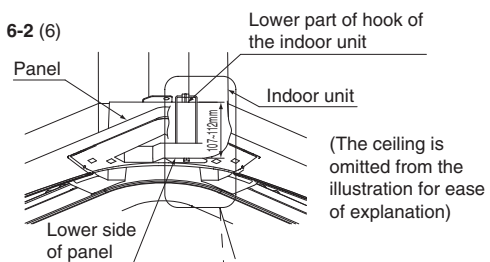 6-2 (6)
Lower part of hook of
the indoor unit
Panel
Indoor unit
107~112mm
(The ceiling is
omitted from the
illustration for ease
of explanation)
Lower side
of panel